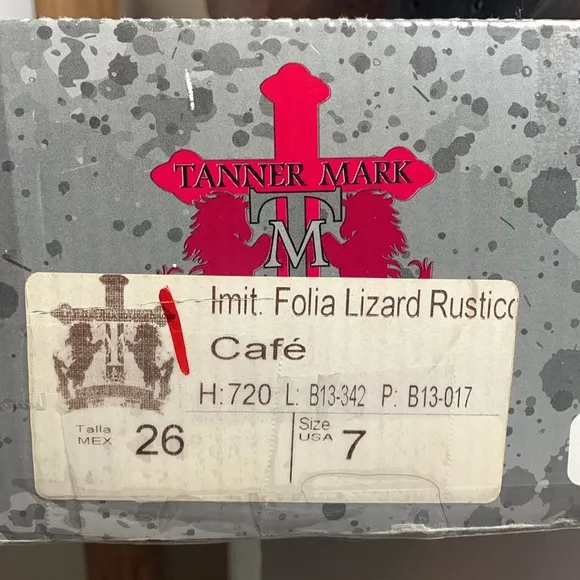 TANNER MARK
TM
Imit. Folia Lizard Rustico
Café
H:720 L: B13-342 P: B13-017
Talla MEX 26 Size USA 7